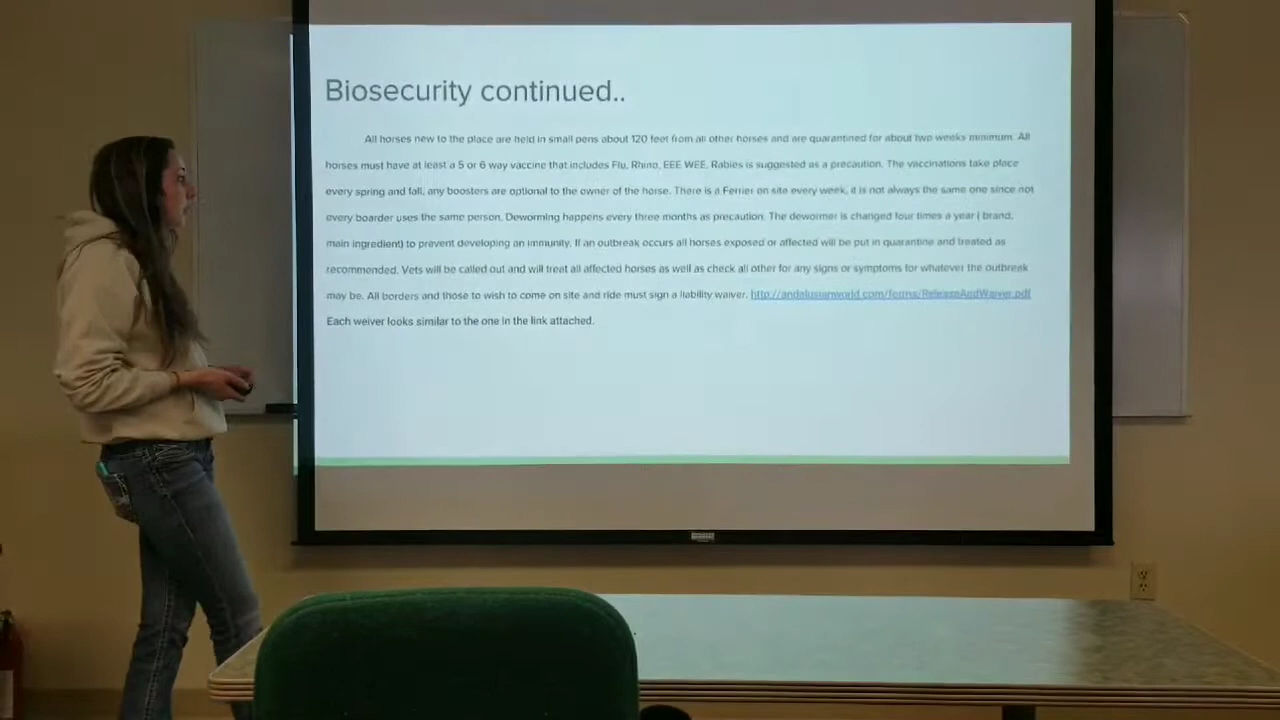 Biosecurity continued..
All horses new to the place are held in small pens about 120 feet from all other horses and are quarantined for about two weeks minimum. All
horses must have at least a 5 or 6 way vaccine that includes Flu, Rhino, EEE WEE, Rabies is suggested as a precaution. The vaccinations take place
every spring and fall, any boosters are optional to the owner of the horse. There is a Ferrier on site every week, it is not always the same one since not
every boarder uses the same person. Deworming happens every three months as precaution. The dewormer is changed four times a year ( brand,
main ingredient) to prevent developing an immunity. If an outbreak occurs all horses exposed or affected will be put in quarantine and treated as
recommended. Vets will be called out and will treat all affected horses as well as check all other for any signs or symptoms for whatever the outbreak
may be. All borders and those to wish to come on site and ride must sign a liability waiver. http://andalusianworld.com/forms/ReleaseAndWaiver.pdf
Each weiver looks similar to the one in the link attached.